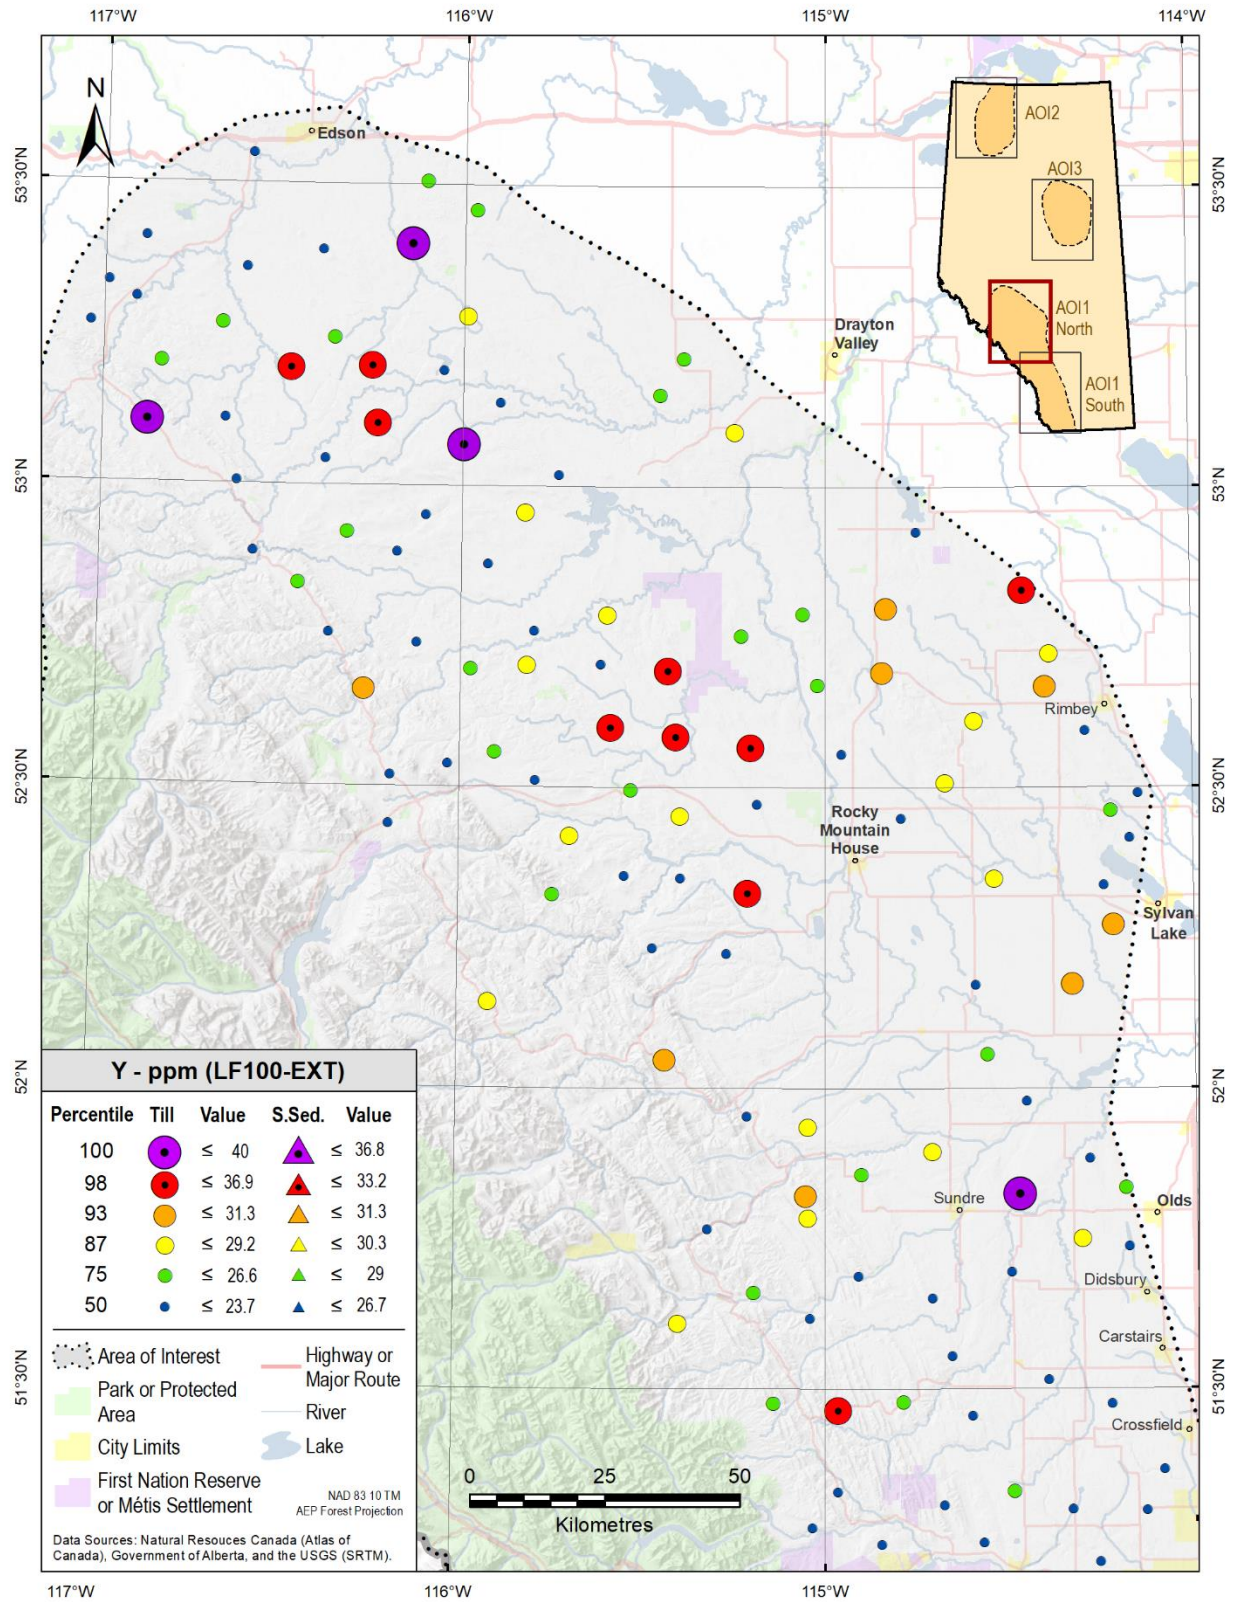 117°W 116°W 115°W 114°W
N
Edson
53°30'N
53°30'N
AOI2
AOI3
AOI1
North
AOI1
South
Drayton
Valley
53°N
53°N
Rimbey
52°30'N
52°30'N
Rocky
Mountain
House
Sylvan
Lake
52°N
52°N
Sundre
Olds
Didsbury
Carstairs
51°30'N
51°30'N
Crossfield
Y - ppm (LF100-EXT)
Percentile Till Value S.Sed. Value
100 ≤ 40 ≤ 36.8
98 ≤ 36.9 ≤ 33.2
93 ≤ 31.3 ≤ 31.3
87 ≤ 29.2 ≤ 30.3
75 ≤ 26.6 ≤ 29
50 ≤ 23.7 ≤ 26.7
Area of Interest
Highway or
Major Route
Park or Protected
Area
River
City Limits
Lake
First Nation Reserve
or Métis Settlement
NAD 83 10 TM
AEP Forest Projection
Data Sources: Natural Resouces Canada (Atlas of
Canada), Government of Alberta, and the USGS (SRTM).
0 25 50
Kilometres
117°W 116°W 115°W